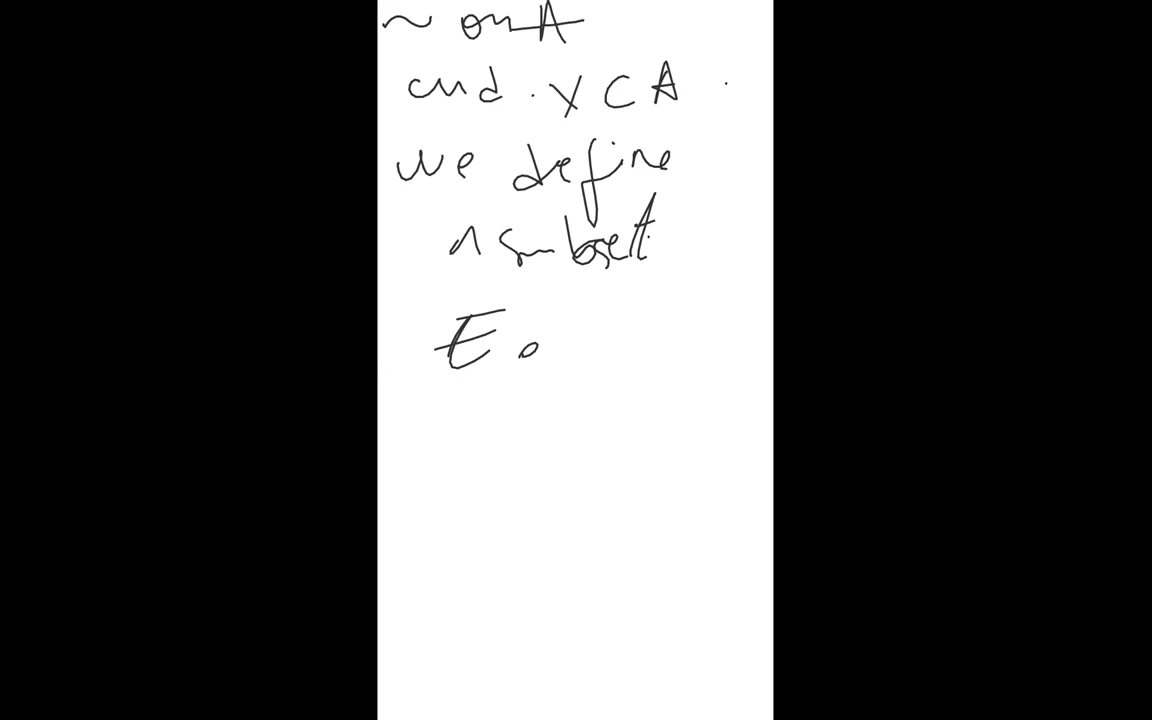 ~ on A
and . Y ⊂ A .
we define
a subset
E o